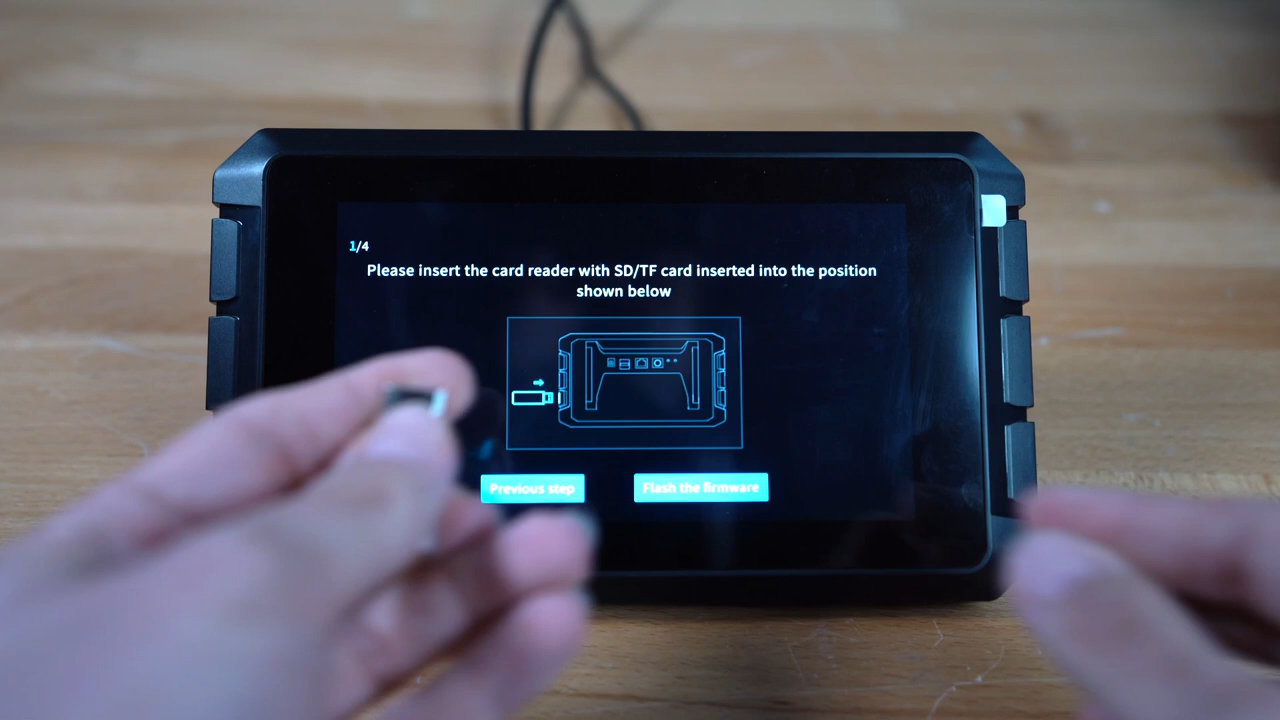 1/4
Please insert the card reader with SD/TF card inserted into the position
shown below
Previous step
Flash the firmware